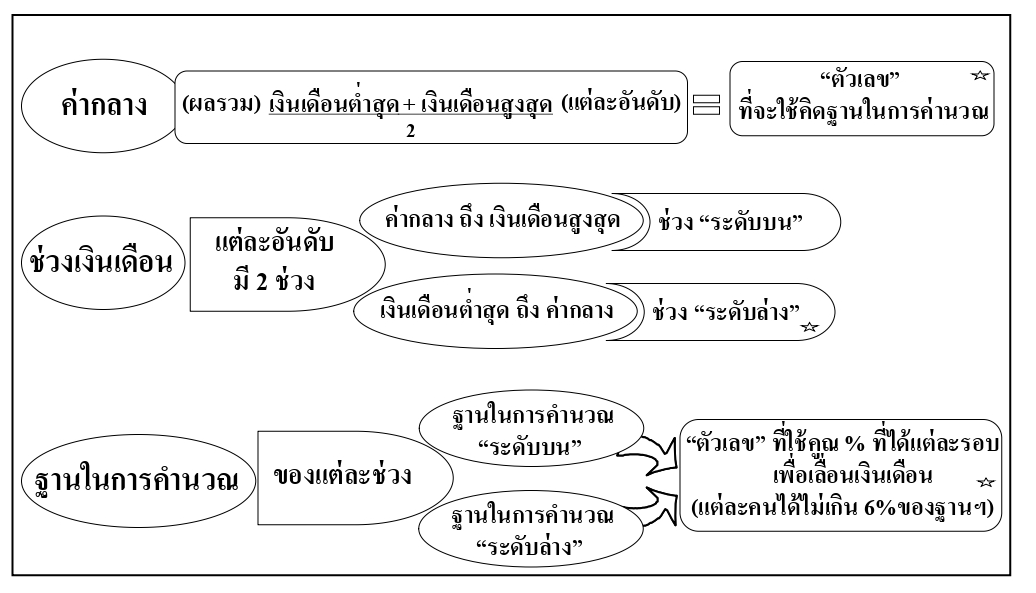 ค่ากลาง
(ผลรวม) เงินเดือนต่ำสุด + เงินเดือนสูงสุด (แต่ละอันดับ)
2
“ตัวเลข”
ที่จะใช้คิดฐานในการคำนวณ
ช่วงเงินเดือน
แต่ละอันดับ
มี 2 ช่วง
ค่ากลาง ถึง เงินเดือนสูงสุด
ช่วง “ระดับบน”
เงินเดือนต่ำสุด ถึง ค่ากลาง
ช่วง “ระดับล่าง”
ฐานในการคำนวณ
ของแต่ละช่วง
ฐานในการคำนวณ
“ระดับบน”
ฐานในการคำนวณ
“ระดับล่าง”
“ตัวเลข” ที่ใช้คูณ % ที่ได้แต่ละรอบ
เพื่อเลื่อนเงินเดือน
(แต่ละคนได้ไม่เกิน 6%ของฐานฯ)